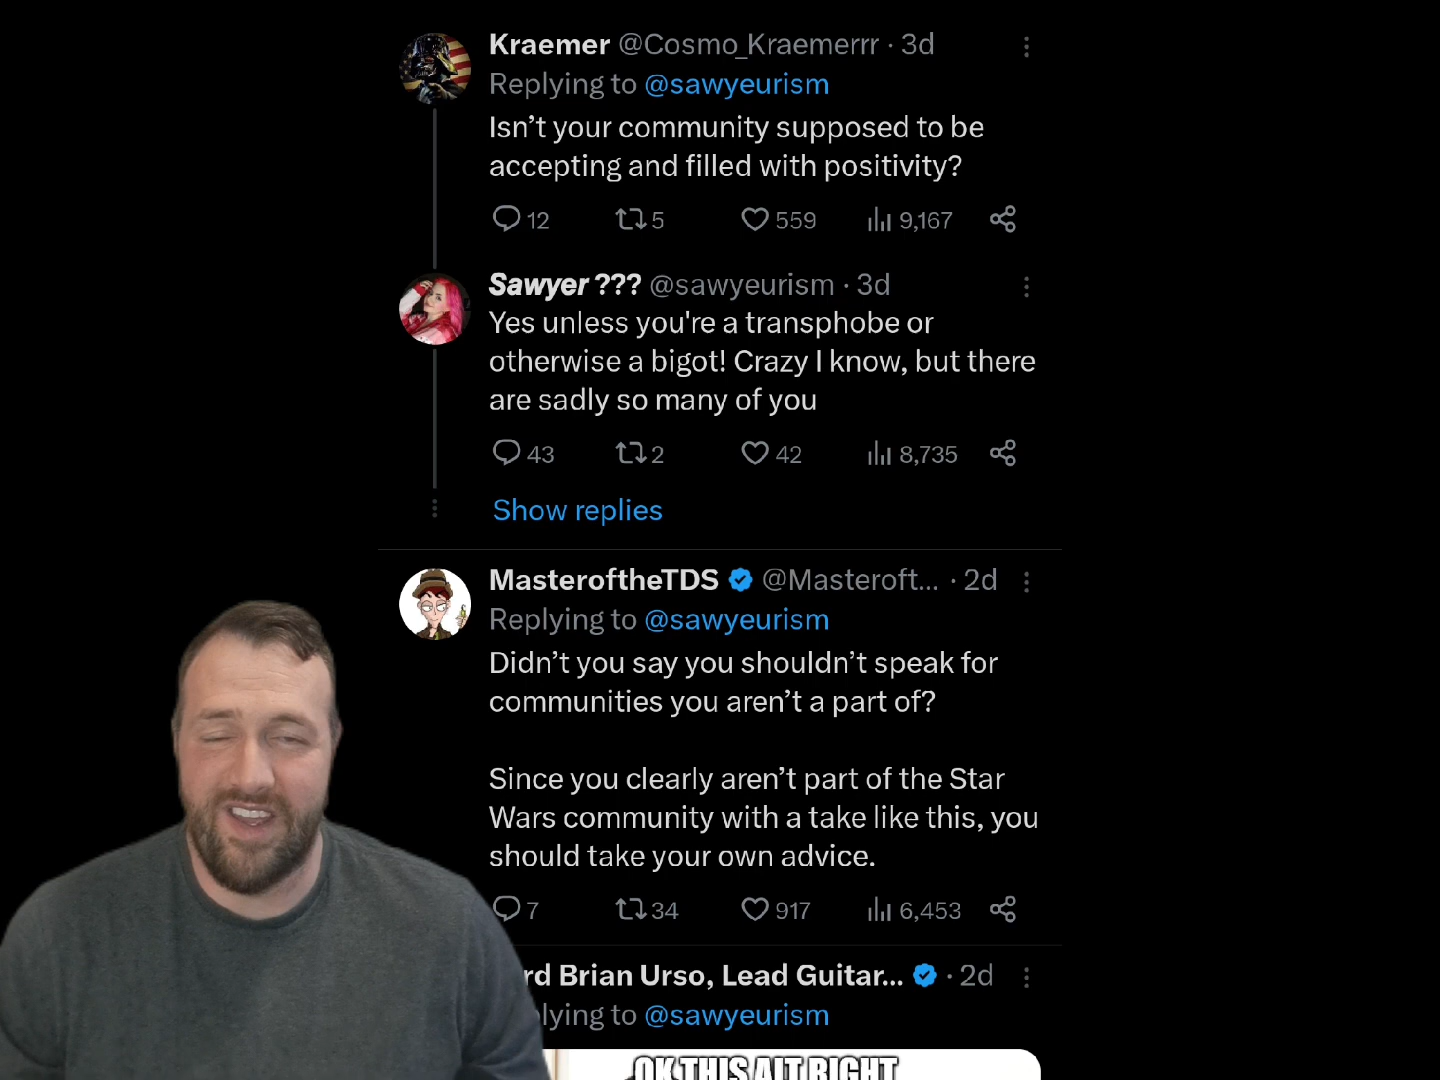 Kraemer @Cosmo_Kraemerrr · 3d
Replying to @sawyeurism
Isn’t your community supposed to be
accepting and filled with positivity?
12 5 559 9,167
Sawyer ??? @sawyeurism · 3d
Yes unless you're a transphobe or
otherwise a bigot! Crazy I know, but there
are sadly so many of you
43 2 42 8,735
Show replies
MasteroftheTDS @Masteroft... · 2d
Replying to @sawyeurism
Didn’t you say you shouldn’t speak for
communities you aren’t a part of?
Since you clearly aren’t part of the Star
Wars community with a take like this, you
should take your own advice.
7 34 917 6,453
rd Brian Urso, Lead Guitar... · 2d
lying to @sawyeurism
OK THIS ALT RIGHT